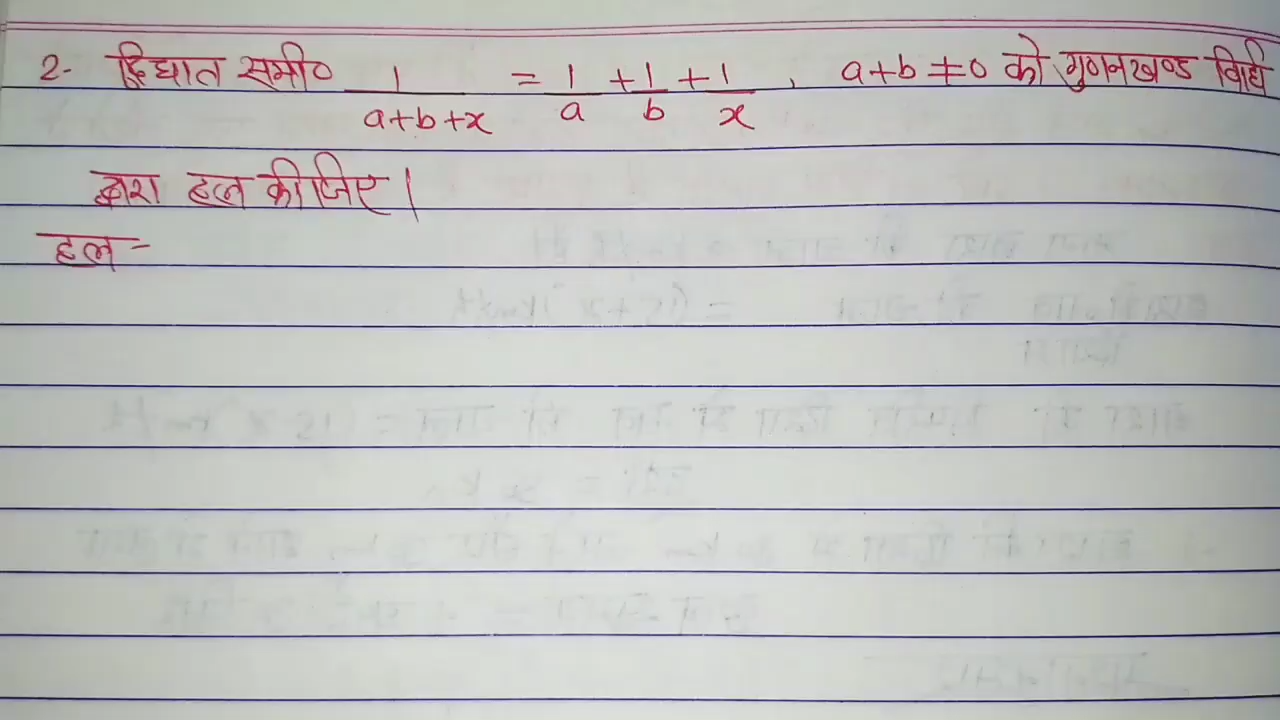 2- द्विघात समी० 1/(a+b+x) = 1/a + 1/b + 1/x , a+b ≠ 0 को गुणनखण्ड विधि
द्वारा हल कीजिए।
हल -